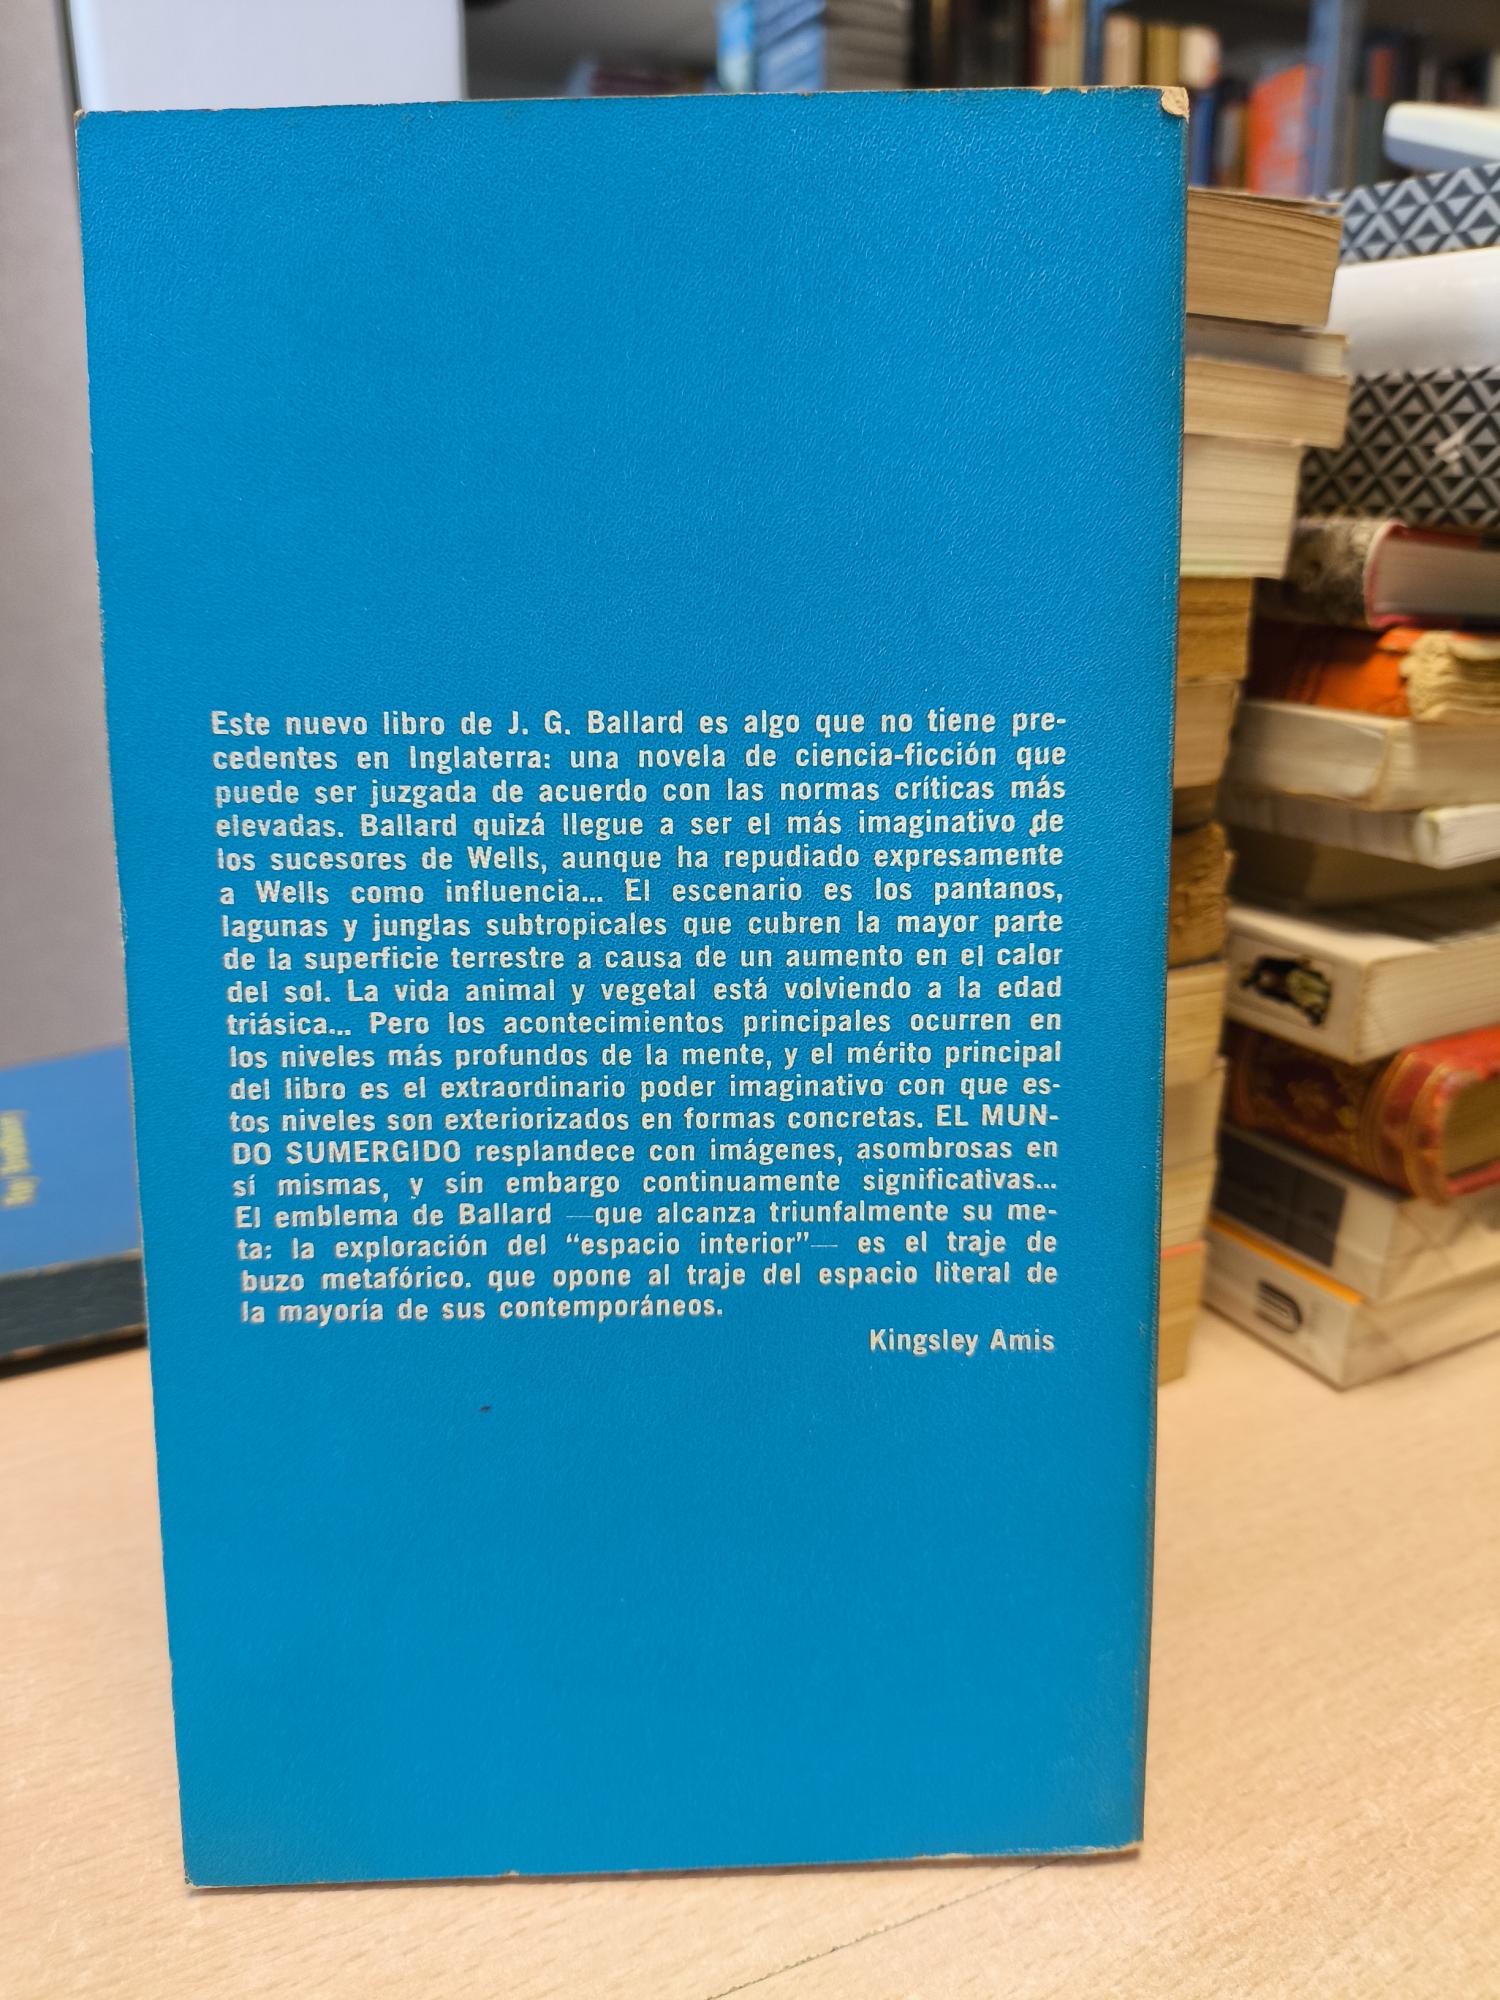 Este nuevo libro de J. G. Ballard es algo que no tiene pre-
cedentes en Inglaterra: una novela de ciencia-ficción que
puede ser juzgada de acuerdo con las normas críticas más
elevadas. Ballard quizá llegue a ser el más imaginativo de
los sucesores de Wells, aunque ha repudiado expresamente
a Wells como influencia... El escenario es los pantanos,
lagunas y junglas subtropicales que cubren la mayor parte
de la superficie terrestre a causa de un aumento en el calor
del sol. La vida animal y vegetal está volviendo a la edad
triásica... Pero los acontecimientos principales ocurren en
los niveles más profundos de la mente, y el mérito principal
del libro es el extraordinario poder imaginativo con que es-
tos niveles son exteriorizados en formas concretas. EL MUN-
DO SUMERGIDO resplandece con imágenes, asombrosas en
sí mismas, y sin embargo continuamente significativas...
El emblema de Ballard —que alcanza triunfalmente su me-
ta: la exploración del “espacio interior”— es el traje de
buzo metafórico. que opone al traje del espacio literal de
la mayoría de sus contemporáneos.
Kingsley Amis